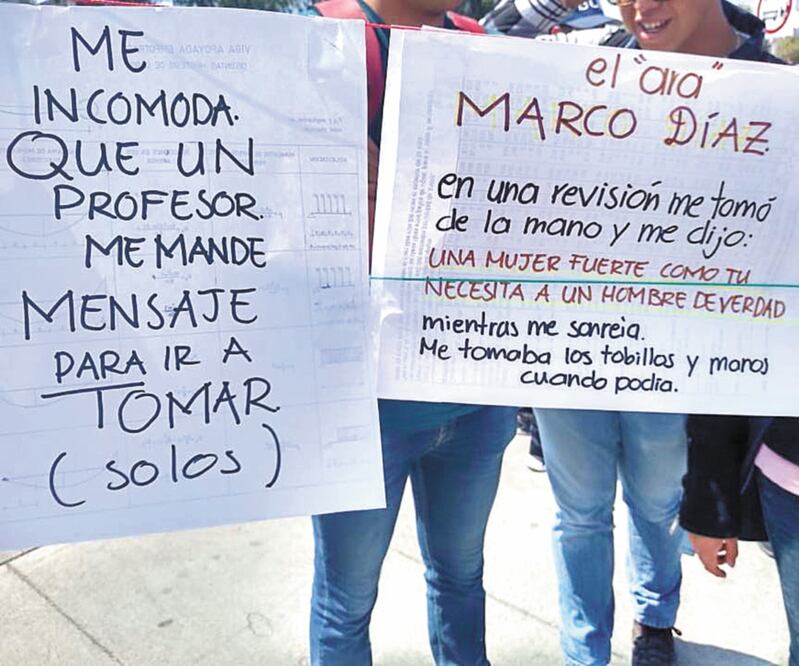 ME
INCOMODA.
QUE UN
PROFESOR.
ME MANDE
MENSAJE
PARA IR A
TOMAR
(SOLOS)
el "ara"
MARCO DÍAZ.
en una revisión me tomó
de la mano y me dijo:
UNA MUJER FUERTE COMO TU
NECESITA A UN HOMBRE DE VERDAD
mientras me sonreia.
Me tomaba los tobillos y manos
cuando podia.